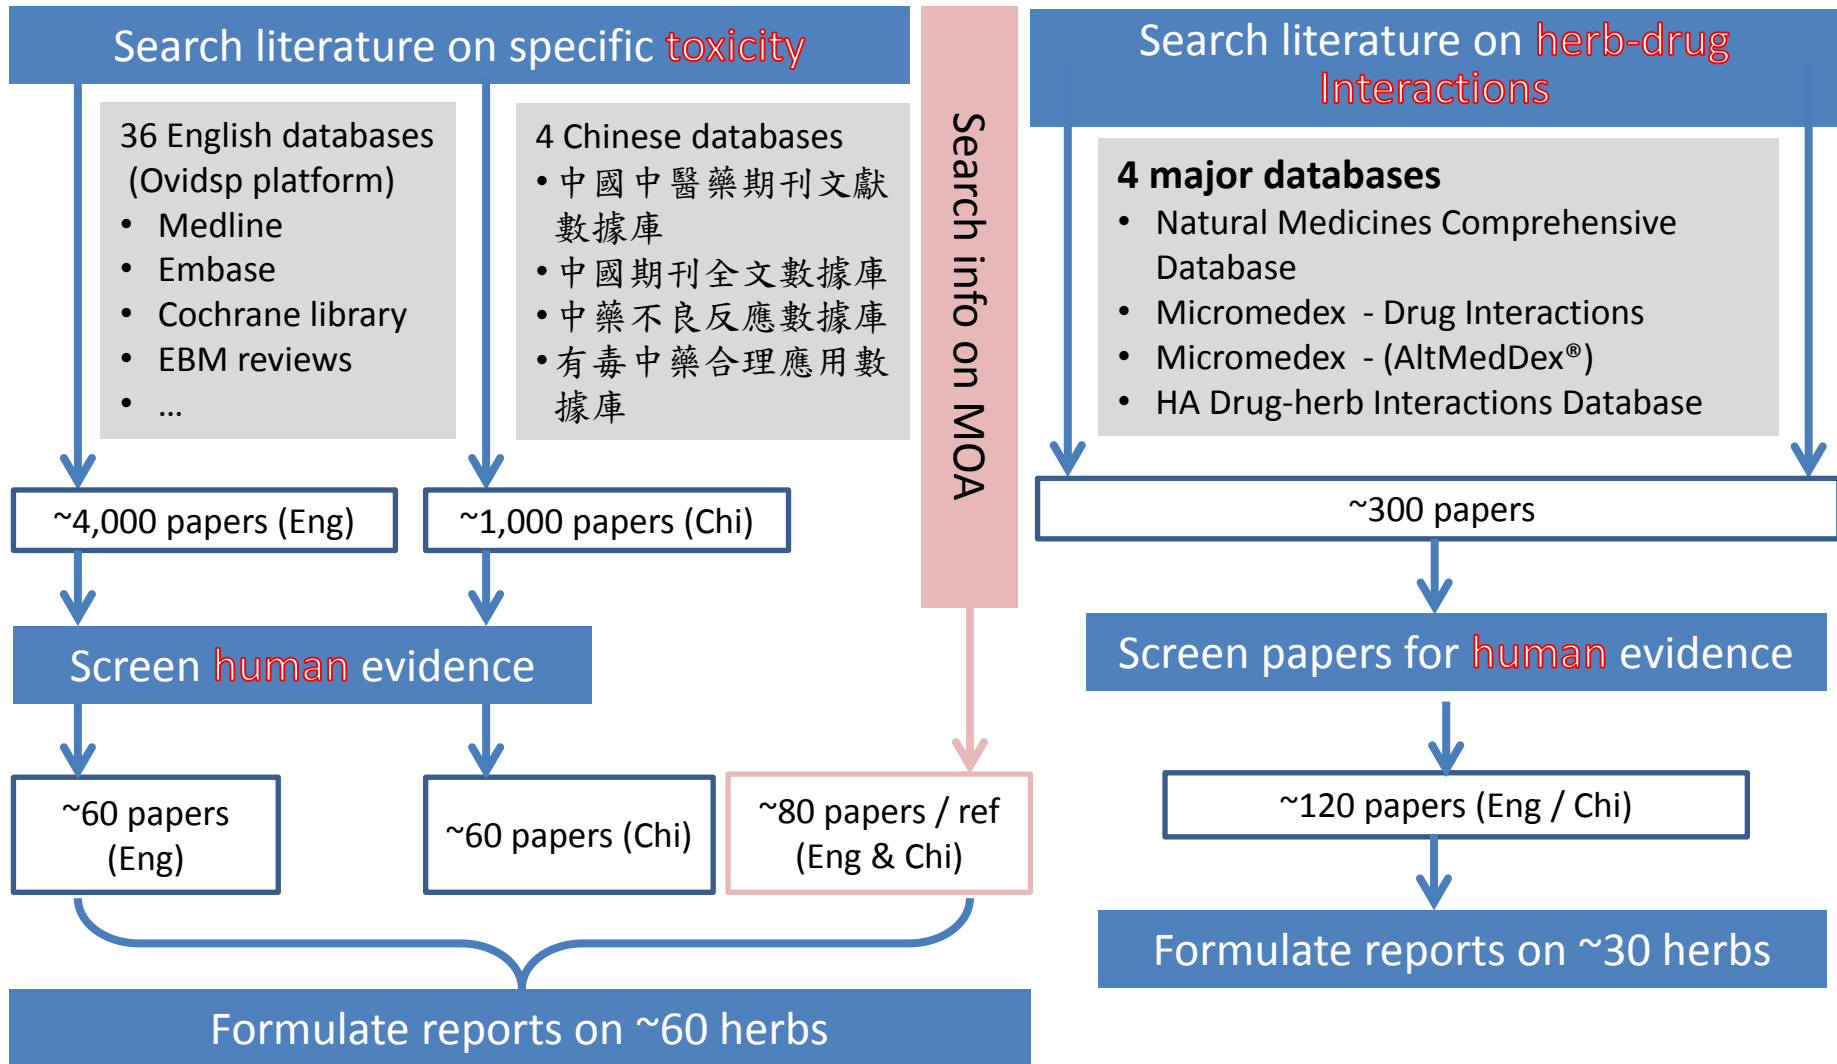 Search literature on specific toxicity
36 English databases
(Ovidsp platform)
• Medline
• Embase
• Cochrane library
• EBM reviews
• ...
4 Chinese databases
• 中國中醫藥期刊文獻
數據庫
• 中國期刊全文數據庫
• 中藥不良反應數據庫
• 有毒中藥合理應用數
據庫
~4,000 papers (Eng)
~1,000 papers (Chi)
Screen human evidence
~60 papers
(Eng)
~60 papers (Chi)
Search info on MOA
~80 papers / ref
(Eng & Chi)
Formulate reports on ~60 herbs
Search literature on herb-drug
Interactions
4 major databases
• Natural Medicines Comprehensive
Database
• Micromedex - Drug Interactions
• Micromedex - (AltMedDex®)
• HA Drug-herb Interactions Database
~300 papers
Screen papers for human evidence
~120 papers (Eng / Chi)
Formulate reports on ~30 herbs